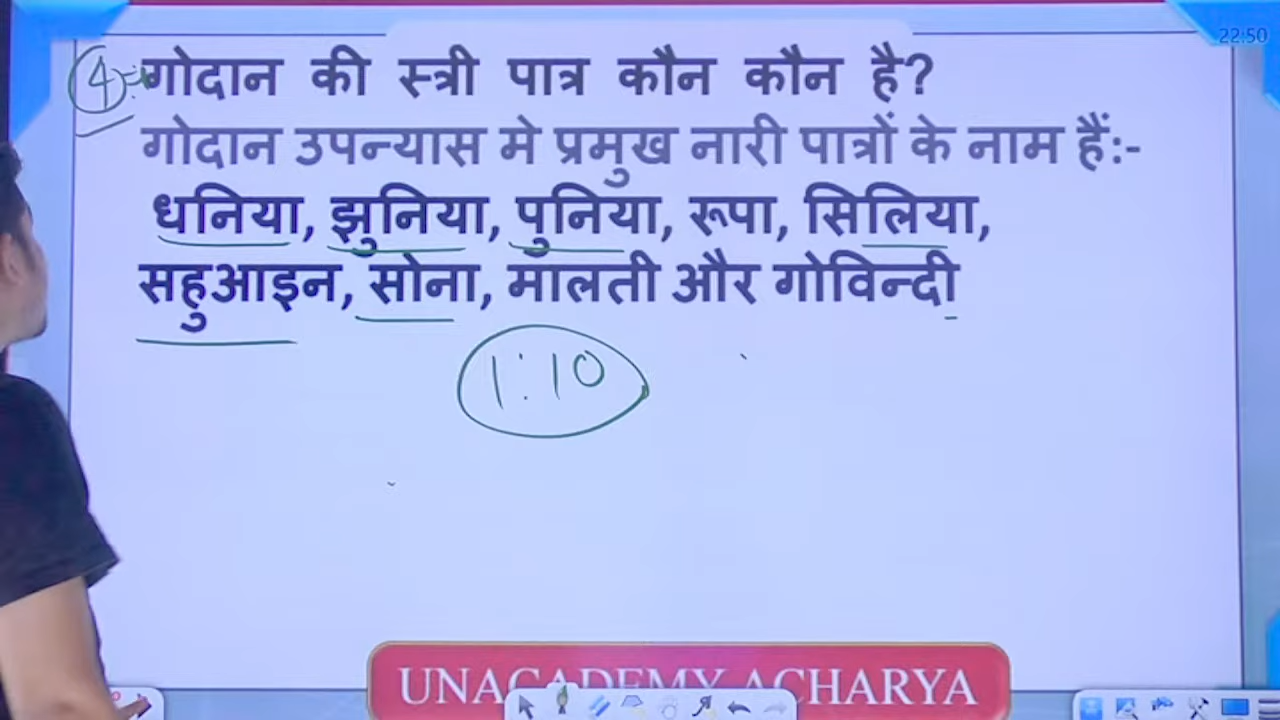 22:50
④ गोदान की स्त्री पात्र कौन कौन है?
गोदान उपन्यास मे प्रमुख नारी पात्रों के नाम हैं:-
धनिया, झुनिया, पुनिया, रूपा, सिलिया,
सहुआइन, सोना, मालती और गोविन्दी
1:10
UNACADEMY ACHARYA